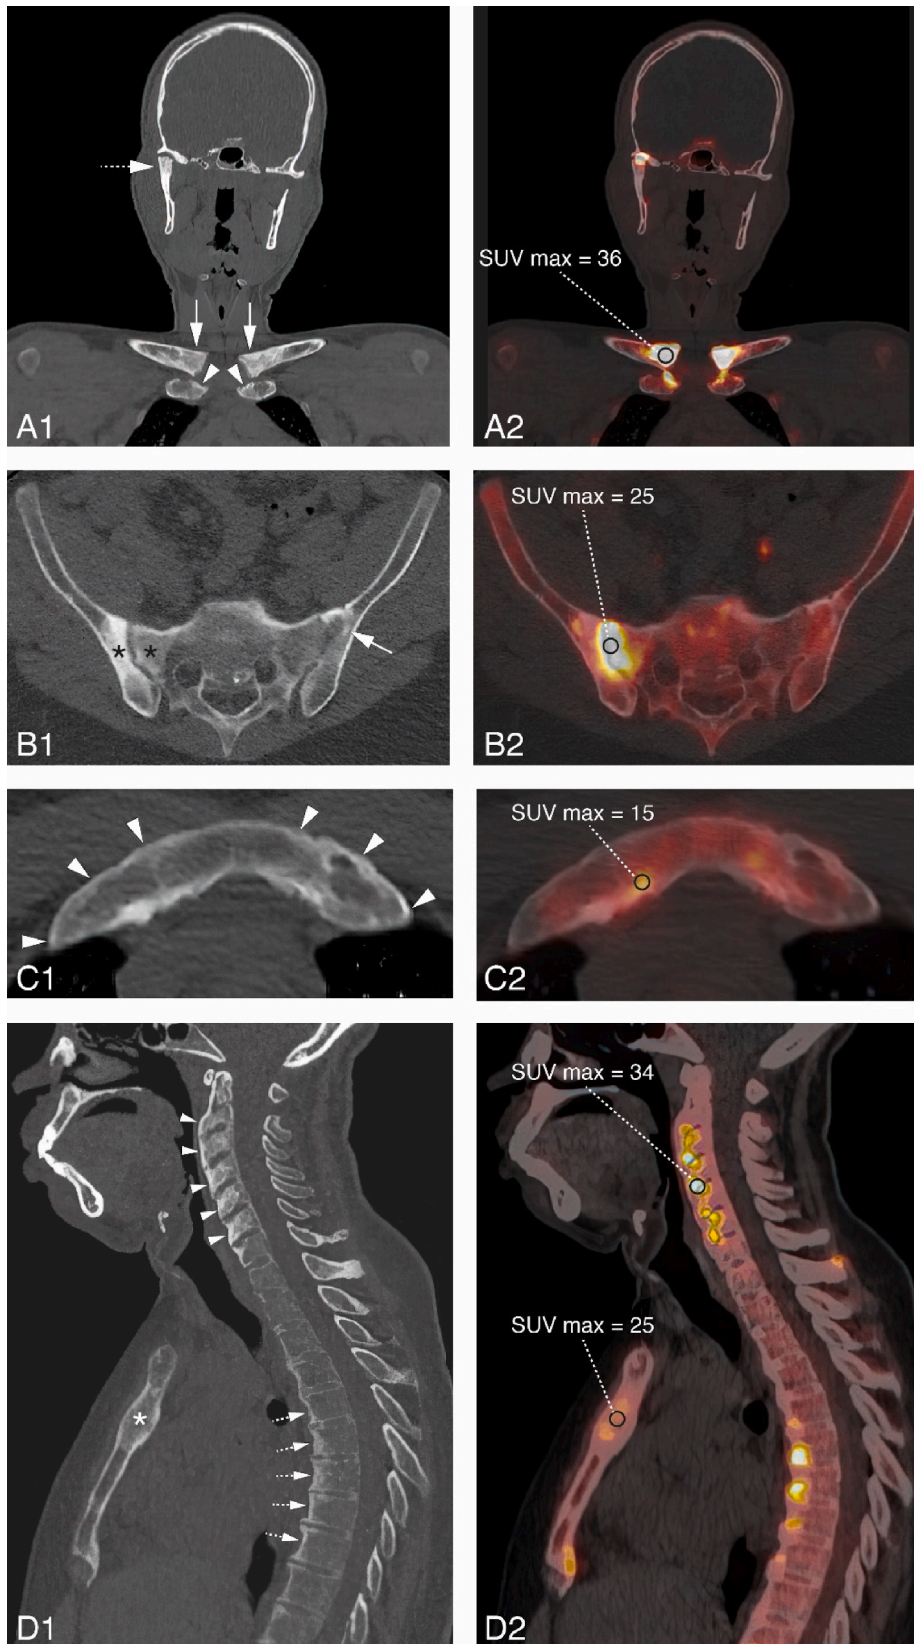 SUV max = 36
A1
A2
SUV max = 25
* *
B1
B2
SUV max = 15
C1
C2
SUV max = 34
SUV max = 25
*
D1
D2